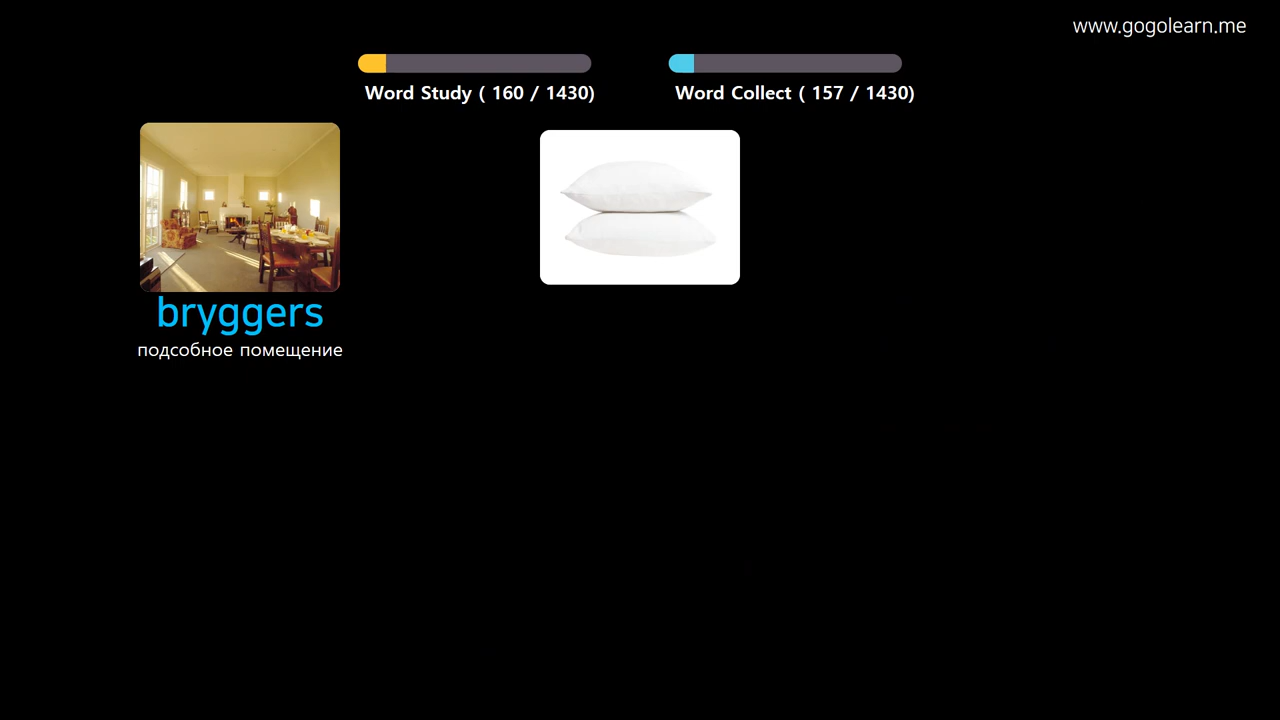 www.gogolearn.me
Word Study ( 160 / 1430)
Word Collect ( 157 / 1430)
bryggers
подсобное помещение